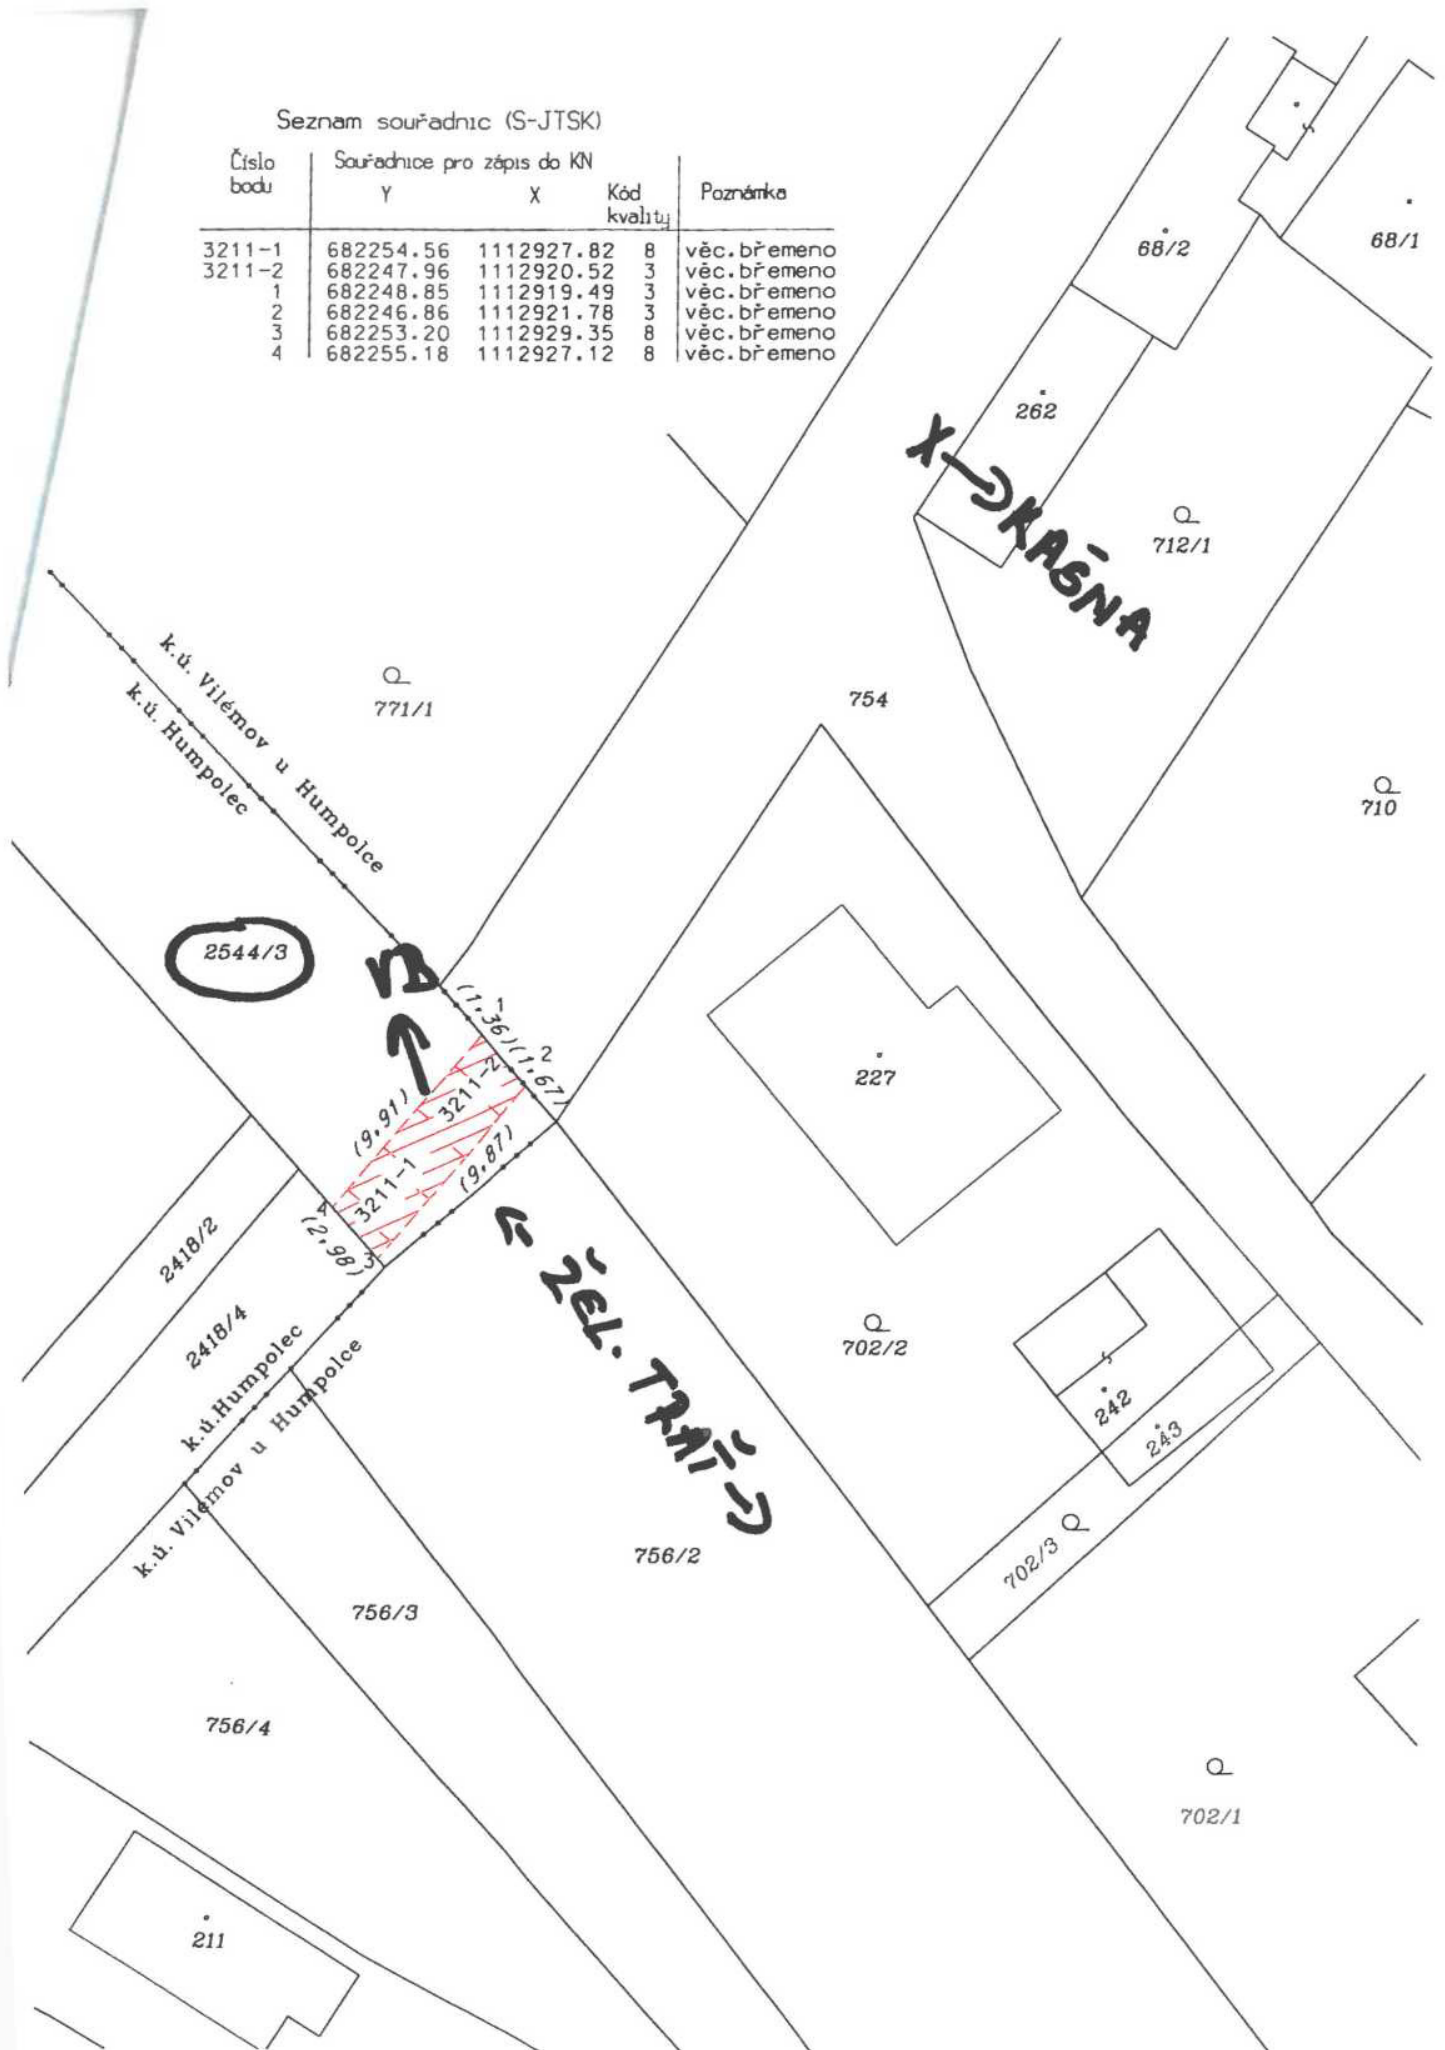 Seznam souřadnic (S-JTSK)
Číslo bodu Souřadnice pro zápis do KN
Y X Kód kvality Poznámka
3211-1 682254.56 1112927.82 8 věc.břemeno
3211-2 682247.96 1112920.52 3 věc.břemeno
1 682248.85 1112919.49 3 věc.břemeno
2 682246.86 1112921.78 3 věc.břemeno
3 682253.20 1112929.35 8 věc.břemeno
4 682255.18 1112927.12 8 věc.břemeno
68/2
68/1
262
X→KAŠNA
712/1
k.ú. Vilémov u Humpolce
k.ú. Humpolec
771/1
754
710
2544/3
VB
1
(1,36)
2
(1,67)
3211-2
(9,91)
(9,87)
3211-1
4
(2,98)
3
227
2418/2
2418/4
← ŽEL. TRAŤ →
702/2
k.ú.Humpolec
k.ú. Vilémov u Humpolce
242
243
702/3
756/2
756/3
756/4
702/1
211